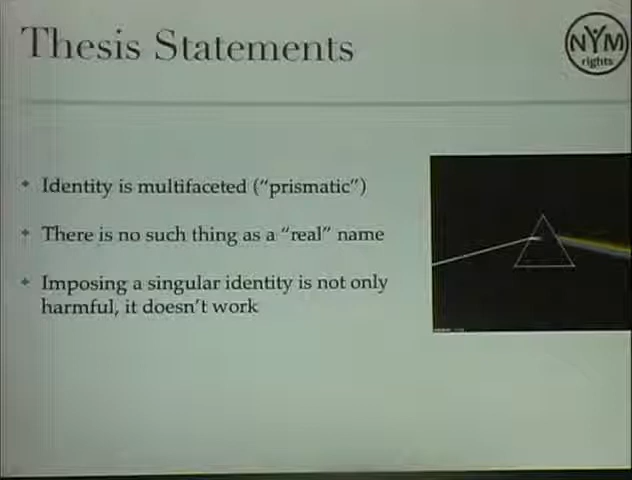 Thesis Statements
NYM
rights
Identity is multifaceted (“prismatic”)
There is no such thing as a “real” name
Imposing a singular identity is not only
harmful, it doesn’t work